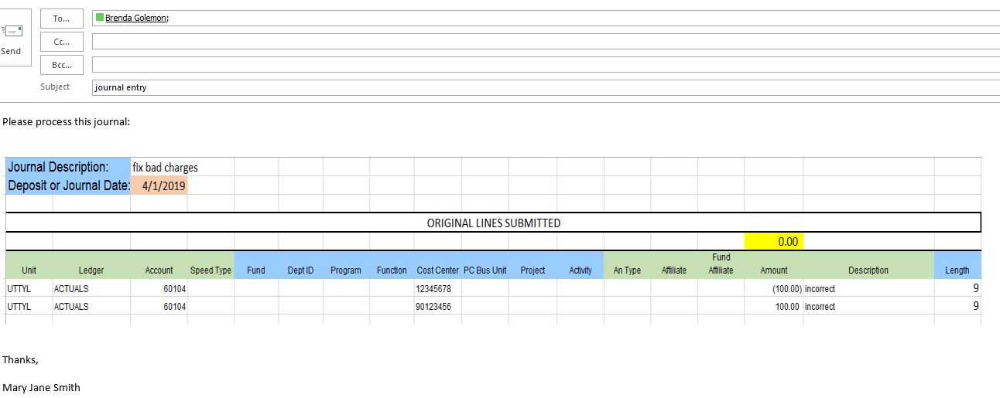 To... Brenda Golemon;
Send
Cc...
Bcc...
Subject journal entry
Please process this journal:
Journal Description: fix bad charges
Deposit or Journal Date: 4/1/2019
ORIGINAL LINES SUBMITTED
0.00
Unit Ledger Account Speed Type Fund Dept ID Program Function Cost Center PC Bus Unit Project Activity An Type Affiliate Fund Affiliate Amount Description Length
UTTYL ACTUALS 60104 12345678 (100.00) incorrect 9
UTTYL ACTUALS 60104 90123456 100.00 incorrect 9
Thanks,
Mary Jane Smith